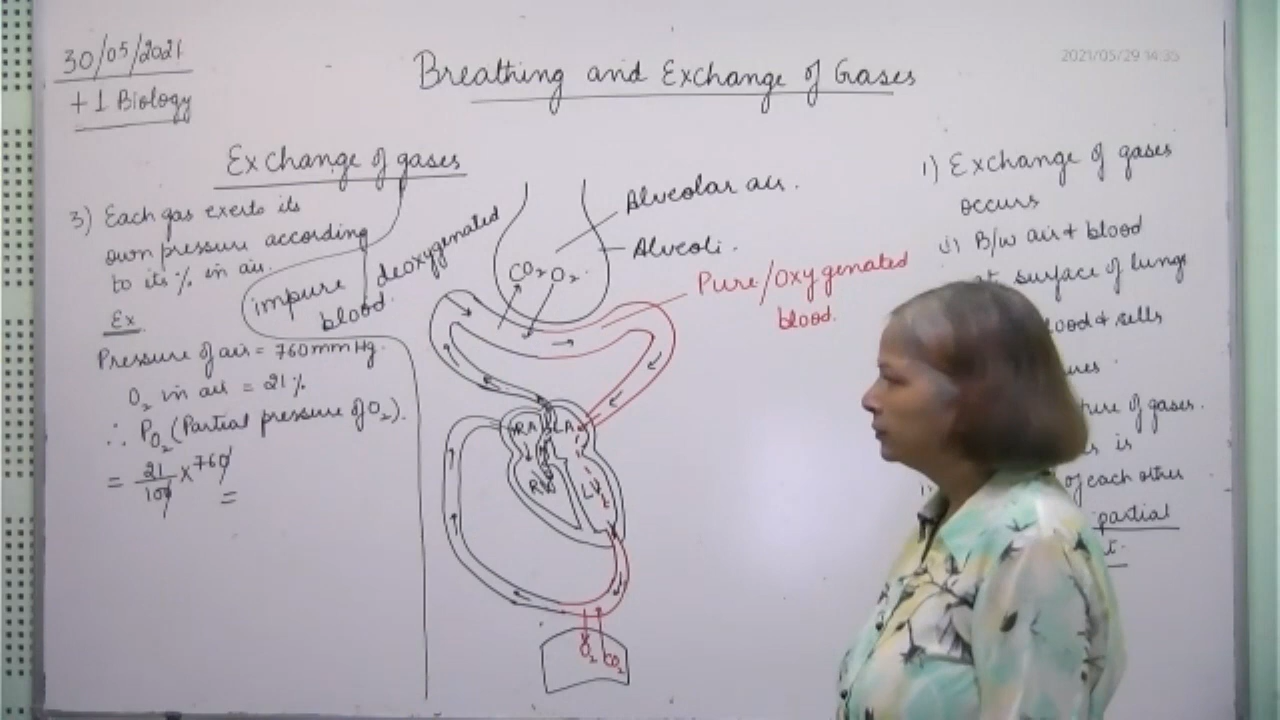 30/05/2021
+1 Biology
Breathing and Exchange of Gases
2021/05/29 14:35
Exchange of gases
3) Each gas exerts its
own pressure according
to its % in air.
Ex
Pressure of air = 760mmHg.
O2 in air = 21%
∴ PO2 (Partial pressure of O2).
= 21/100 x 760
=
impure deoxygenated
blood.
Alveolar air.
Alveoli.
CO2 O2
Pure/Oxygenated
blood.
RA LA
RV LV
O2 CO2
1) Exchange of gases
occurs
i) B/w air + blood
at surface of lungs
blood + sells
of gases.
is
of each other
partial